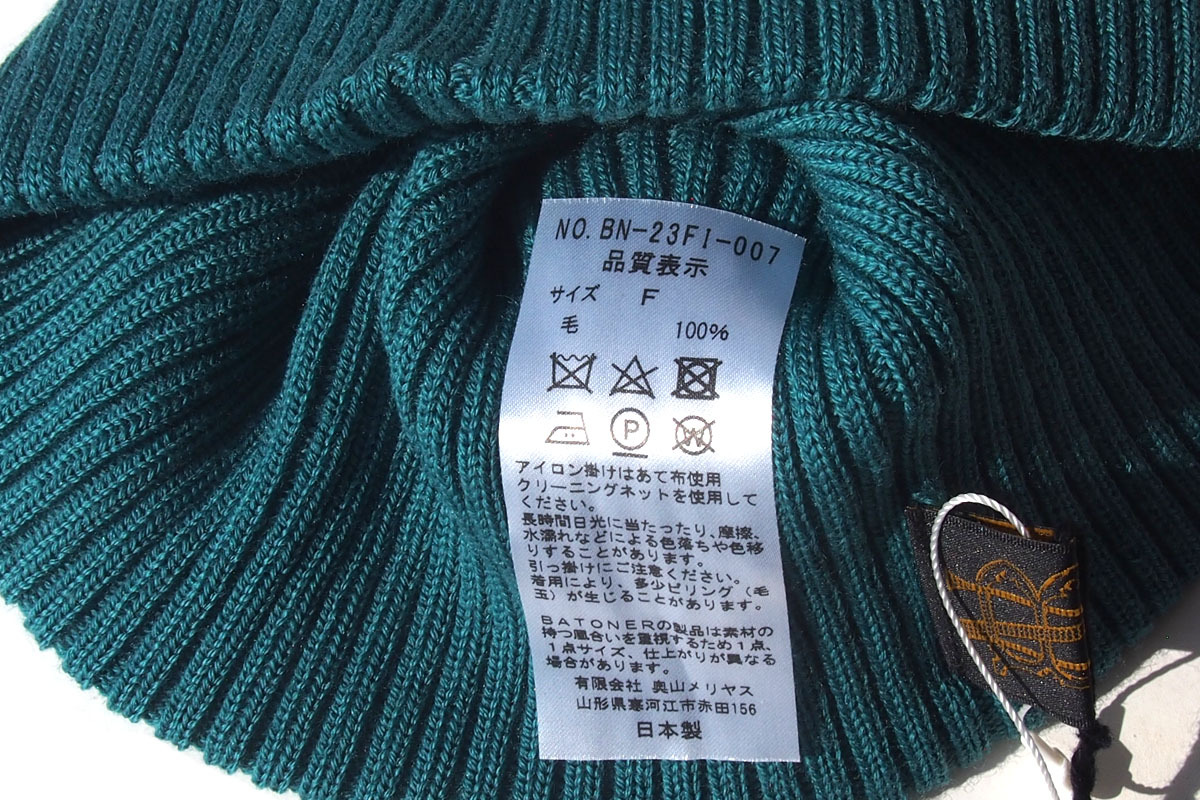 NO. BN-23FI-007
品質表示
サイズ F
毛 100%
P W
アイロン掛けはあて布使用
クリーニングネットを使用して
ください。
長時間日光に当たったり、摩擦、
水濡れなどによる色落ちや色移
りすることがあります。
引っ掛けにご注意ください。
着用により、多少ピリング（毛
玉）が生じることがあります。
BATONERの製品は素材の
持つ風合いを重視するため１点、
１点サイズ、仕上がりが異なる
場合があります。
有限会社 奥山メリヤス
山形県寒河江市赤田156
日本製